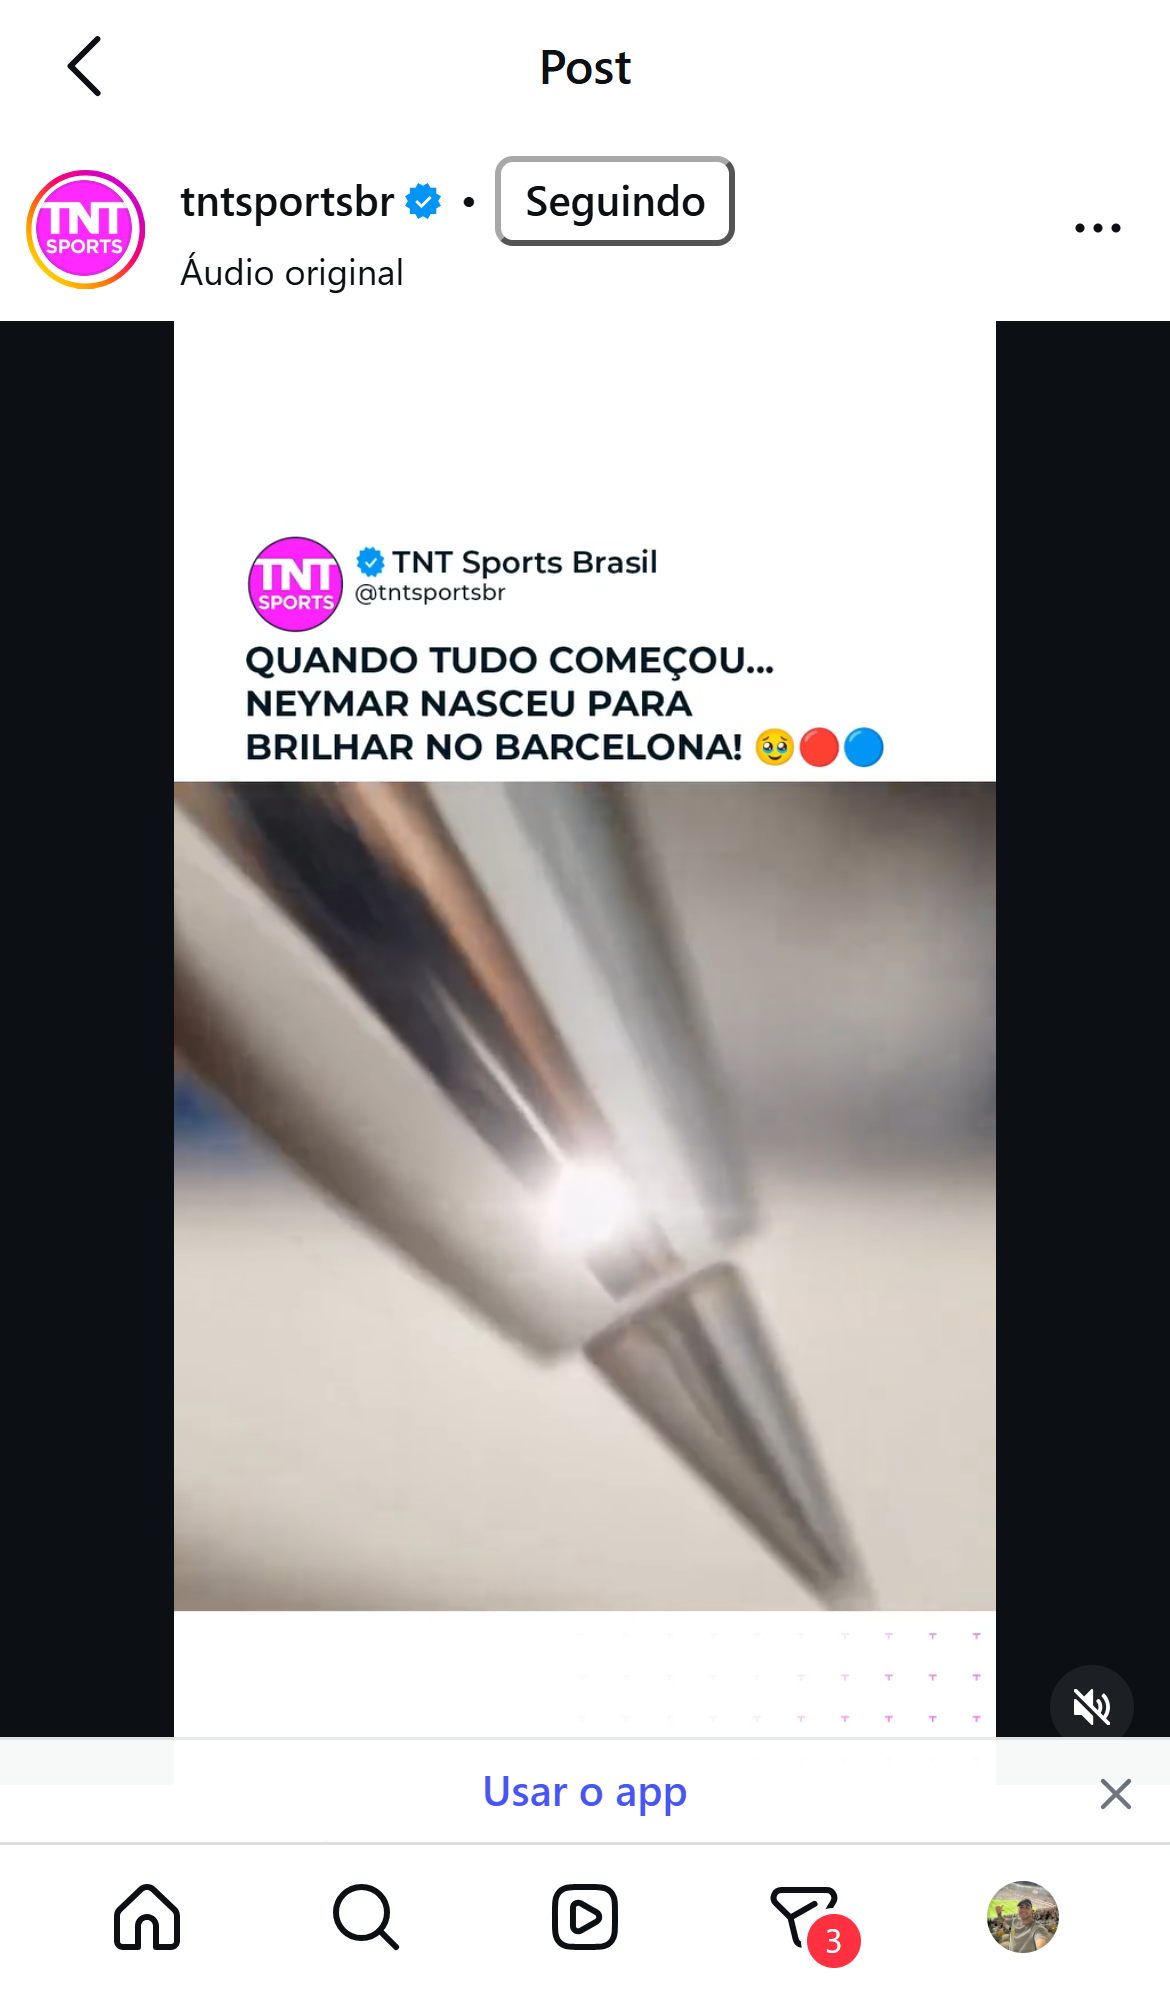 Post
TNT
SPORTS
tntsportsbr • Seguindo
Áudio original
TNT
SPORTS
TNT Sports Brasil
@tntsportsbr
QUANDO TUDO COMEÇOU...
NEYMAR NASCEU PARA
BRILHAR NO BARCELONA! 🥹🔴🔵
Usar o app
3